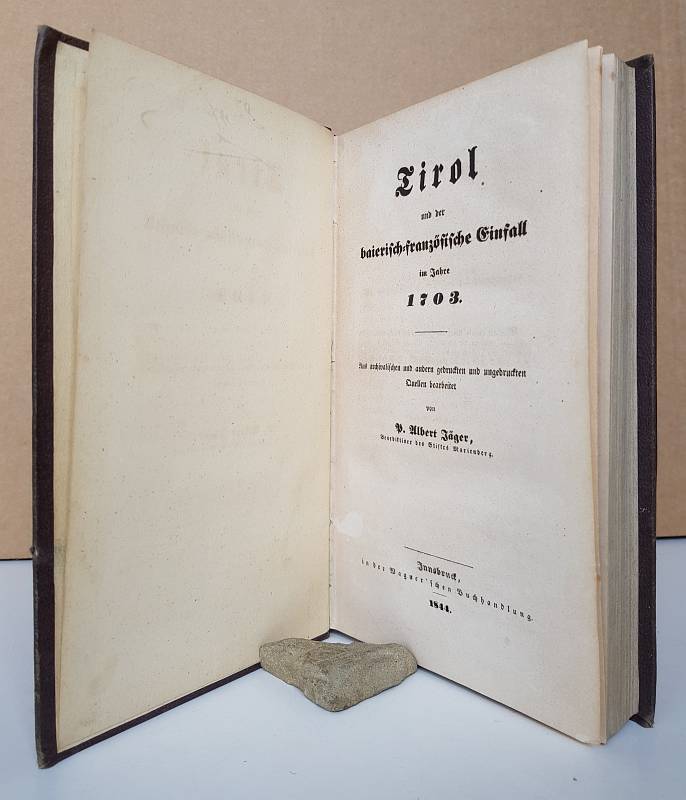 Tirol
und der
baierisch-französische Einfall
im Jahre
1703.
Aus archivalischen und andern gedruckten und ungedruckten
Quellen bearbeitet
von
P. Albert Jäger,
Benediktiner des Stiftes Marienberg.
Innsbruck,
in der Wagner'schen Buchhandlung.
1844.